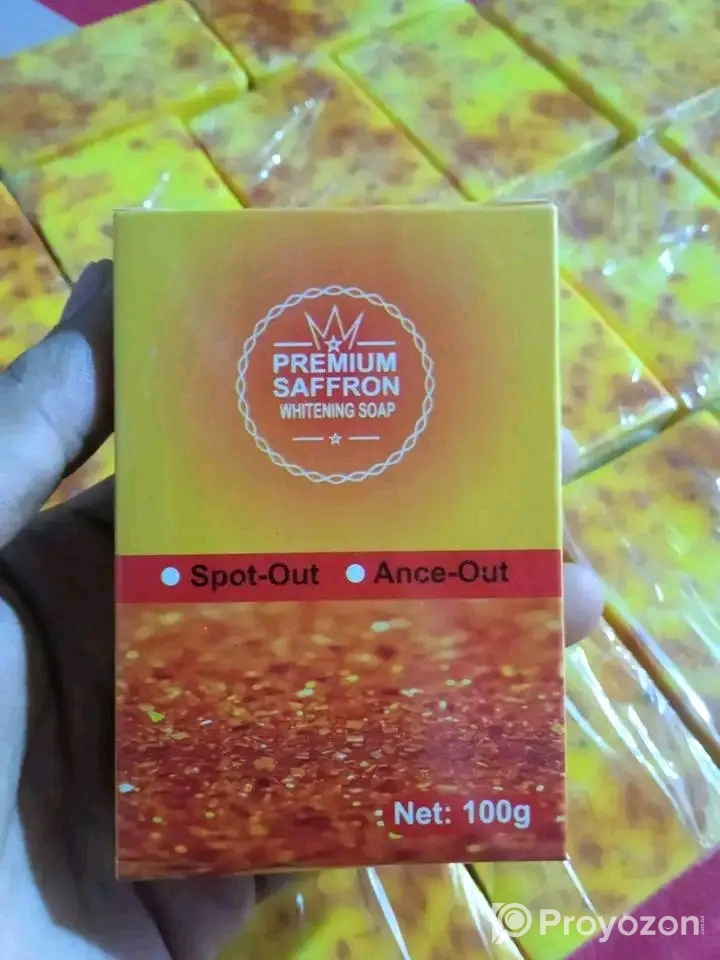 PREMIUM
SAFFRON
WHITENING SOAP
Spot-Out Ance-Out
Net: 100g
Proyozon